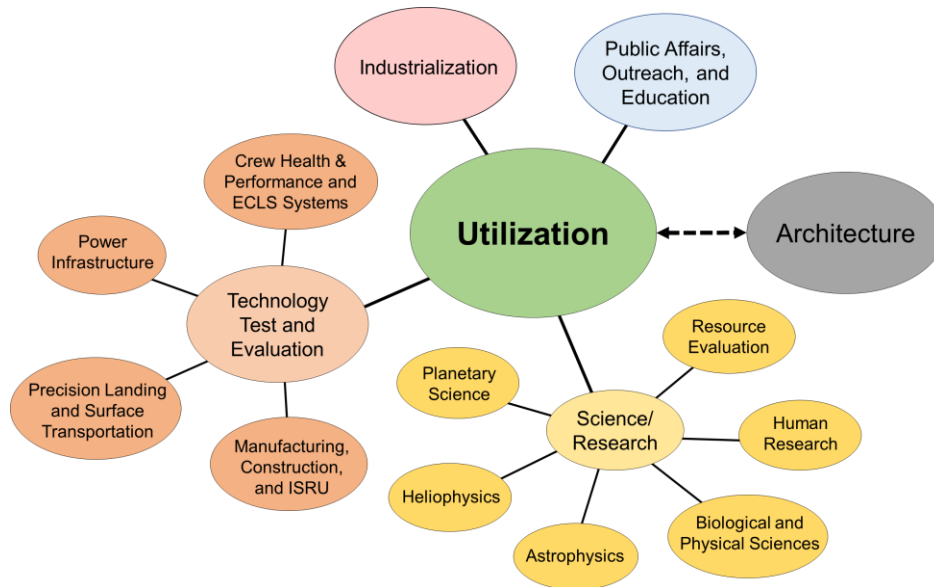 Industrialization
Public Affairs,
Outreach, and
Education
Crew Health &
Performance and
ECLS Systems
Utilization
Architecture
Power
Infrastructure
Technology
Test and
Evaluation
Resource
Evaluation
Planetary
Science
Precision Landing
and Surface
Transportation
Science/
Research
Human
Research
Manufacturing,
Construction,
and ISRU
Heliophysics
Biological and
Physical Sciences
Astrophysics